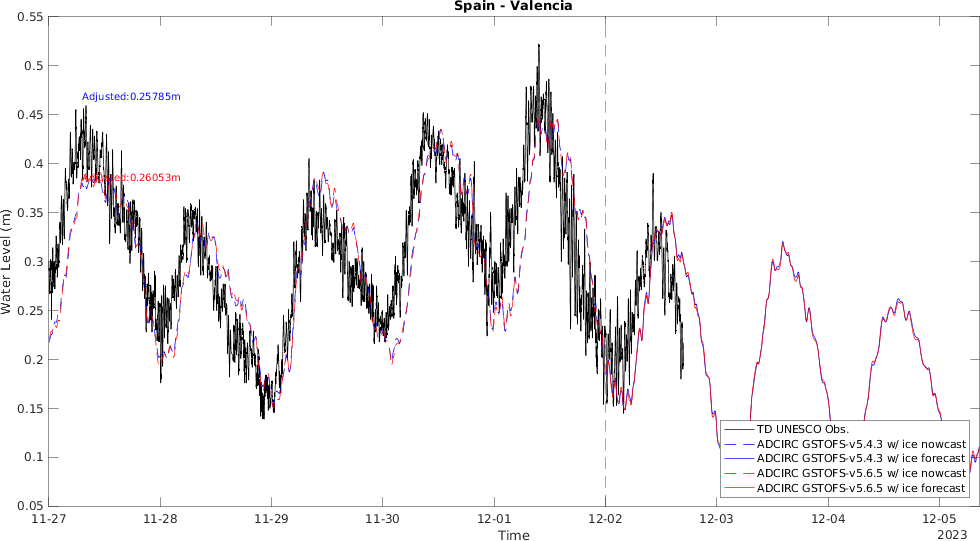 Spain - Valencia
0.55
0.5
0.45
0.4
0.35
0.3
0.25
0.2
0.15
0.1
0.05
Water Level (m)
Adjusted:0.25785m
Adjusted:0.26053m
TD UNESCO Obs.
ADCIRC GSTOFS-v5.4.3 w/ ice nowcast
ADCIRC GSTOFS-v5.4.3 w/ ice forecast
ADCIRC GSTOFS-v5.6.5 w/ ice nowcast
ADCIRC GSTOFS-v5.6.5 w/ ice forecast
11-27 11-28 11-29 11-30 12-01 12-02 12-03 12-04 12-05
Time
2023